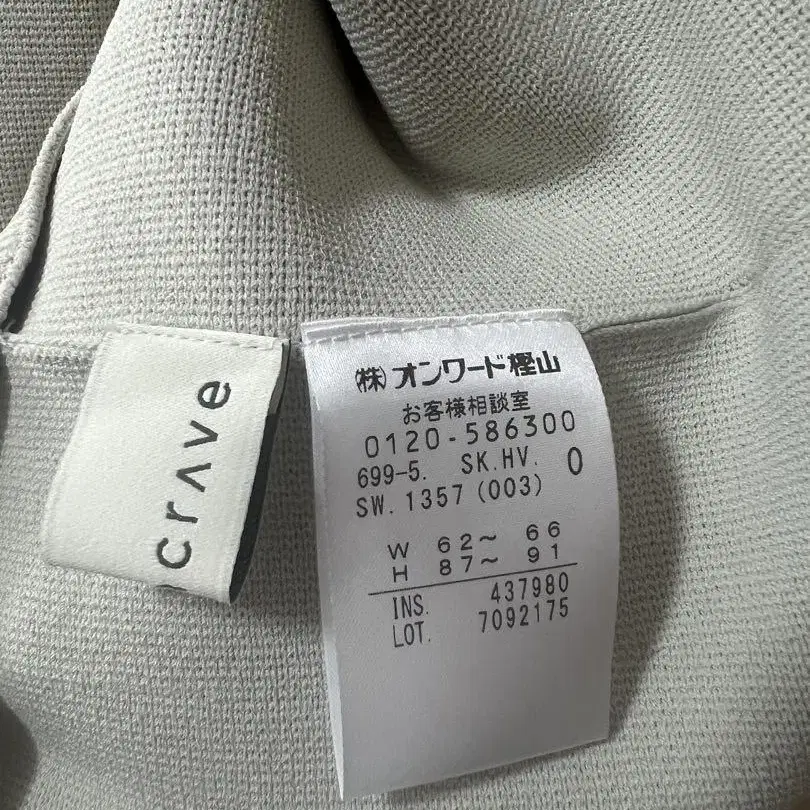 crave
(株)オンワード樫山
お客様相談室
0120-586300
699-5. SK.HV. 0
SW. 1357 (003)
W 62～ 66
H 87～ 91
INS. 437980
LOT. 7092175